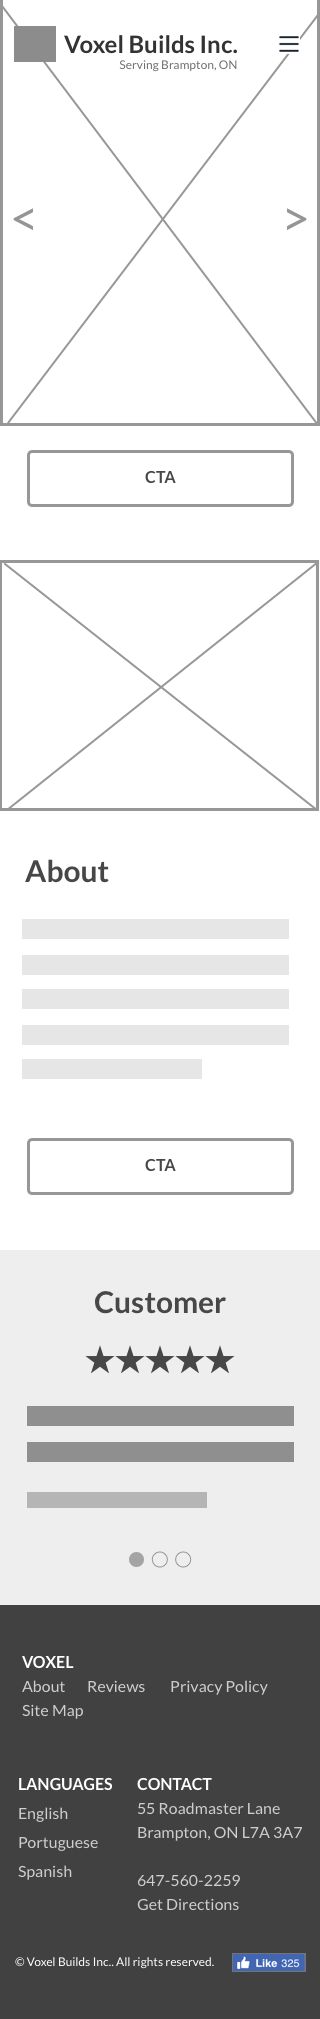 Voxel Builds Inc.
Serving Brampton, ON
< >
CTA
About
CTA
Customer
★★★★★
VOXEL
About Reviews Privacy Policy
Site Map
LANGUAGES
English
Portuguese
Spanish
CONTACT
55 Roadmaster Lane
Brampton, ON L7A 3A7
647-560-2259
Get Directions
© Voxel Builds Inc.. All rights reserved.
Like 325